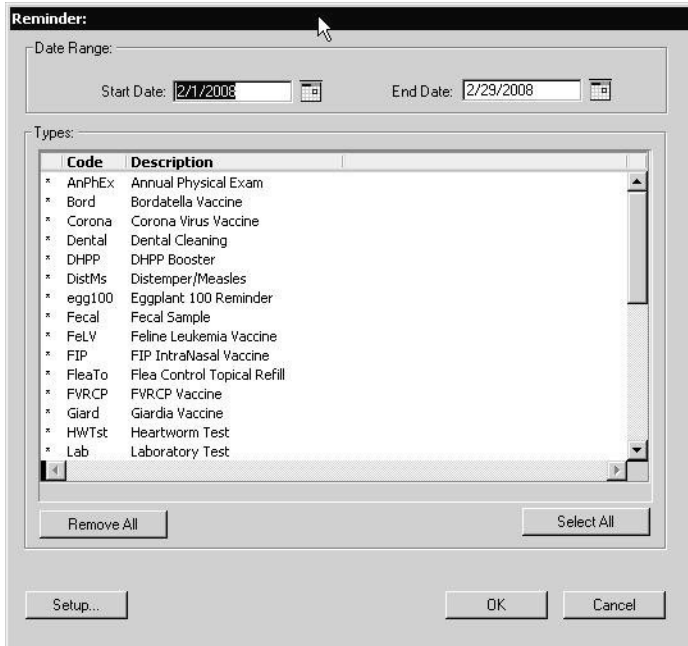 Reminder:
Date Range:
Start Date: 2/1/2008 End Date: 2/29/2008
Types:
Code Description
* AnPhEx Annual Physical Exam
* Bord Bordatella Vaccine
* Corona Corona Virus Vaccine
* Dental Dental Cleaning
* DHPP DHPP Booster
* DistMs Distemper/Measles
* egg100 Eggplant 100 Reminder
* Fecal Fecal Sample
* FeLV Feline Leukemia Vaccine
* FIP FIP IntraNasal Vaccine
* FleaTo Flea Control Topical Refill
* FVRCP FVRCP Vaccine
* Giard Giardia Vaccine
* HWTst Heartworm Test
* Lab Laboratory Test
Remove All Select All
Setup... OK Cancel